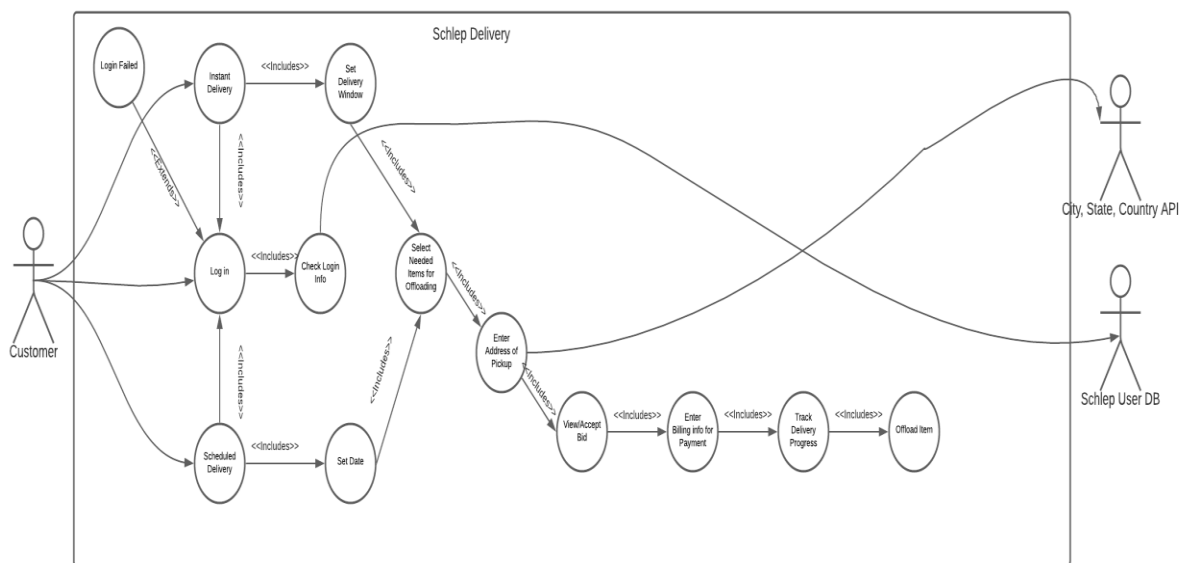 Schlep Delivery
Login Failed
Instant
Delivery
<<Includes>>
Set
Delivery
Window
<<Extends>>
<<Includes>>
<<Includes>>
City, State, Country API
Log in
<<Includes>>
Check Login
Info
Select
Needed
Items for
Offloading
<<Includes>>
Customer
Enter
Address of
Pickup
<<Includes>>
<<Includes>>
<<Includes>>
Schlep User DB
Scheduled
Delivery
<<Includes>>
Set Date
View/Accept
Bid
<<Includes>>
Enter
Billing info for
Payment
<<Includes>>
Track
Delivery
Progress
<<Includes>>
Offload Item